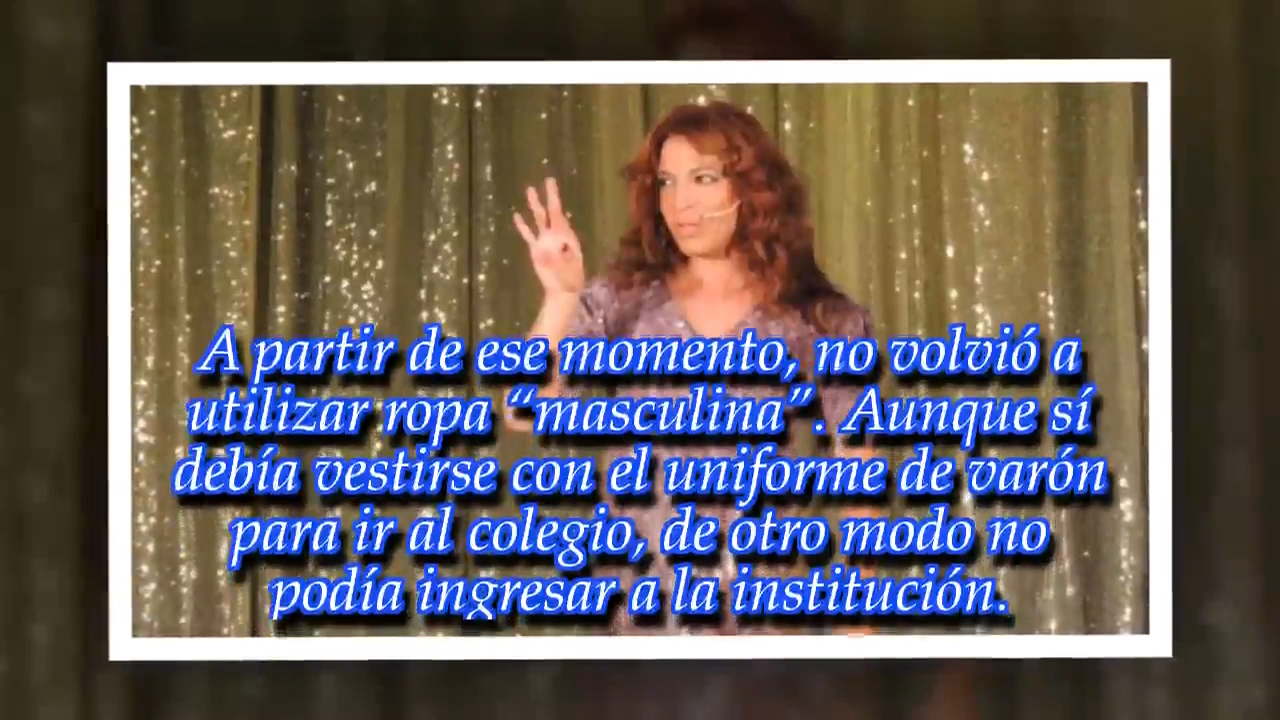 A partir de ese momento, no volvió a
utilizar ropa “masculina”. Aunque sí
debía vestirse con el uniforme de varón
para ir al colegio, de otro modo no
podía ingresar a la institución.